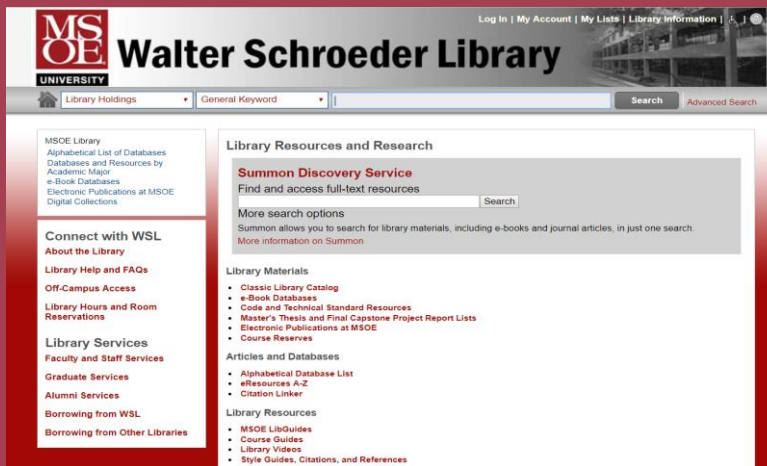 Log In | My Account | My Lists | Library Information |
MS
OE
UNIVERSITY
Walter Schroeder Library
Library Holdings
General Keyword
Search
Advanced Search
MSOE Library
Alphabetical List of Databases
Databases and Resources by
Academic Major
e-Book Databases
Electronic Publications at MSOE
Digital Collections
Connect with WSL
About the Library
Library Help and FAQs
Off-Campus Access
Library Hours and Room
Reservations
Library Services
Faculty and Staff Services
Graduate Services
Alumni Services
Borrowing from WSL
Borrowing from Other Libraries
Library Resources and Research
Summon Discovery Service
Find and access full-text resources
Search
More search options
Summon allows you to search for library materials, including e-books and journal articles, in just one search.
More information on Summon
Library Materials
• Classic Library Catalog
• e-Book Databases
• Code and Technical Standard Resources
• Master's Thesis and Final Capstone Project Report Lists
• Electronic Publications at MSOE
• Course Reserves
Articles and Databases
• Alphabetical Database List
• eResources A-Z
• Citation Linker
Library Resources
• MSOE LibGuides
• Course Guides
• Library Videos
• Style Guides, Citations, and References